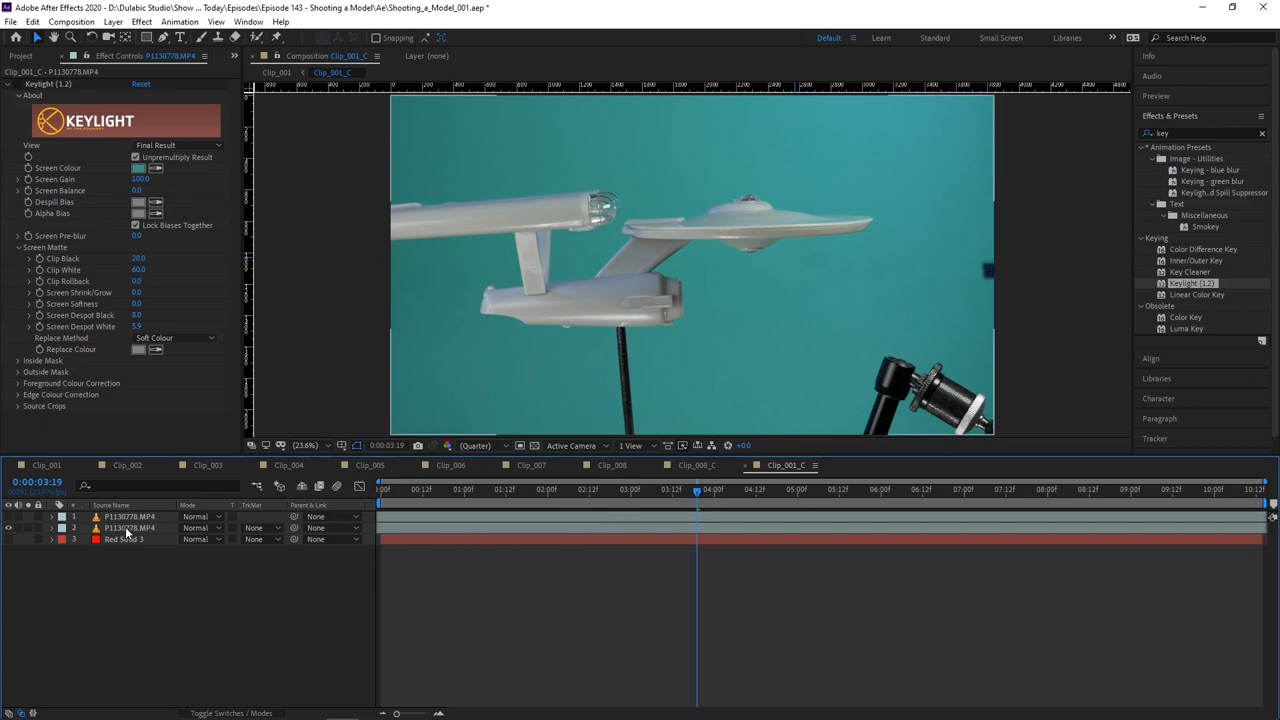 Adobe After Effects 2020 - Dulabic Studio\Show ... Today\Episodes\Episode 143 - Shooting a Model\Ae\Shooting_a_Model_001.aep *
File Edit Composition Layer Effect Animation View Window Help
Snapping Default Learn Standard Small Screen Libraries Search Help
Project Effect Controls P1130778.MP4 Composition Clip_001_C Layer (none) Info
Clip_001_C • P1130778.MP4 Clip_001 Clip_001_C Audio
Keylight (1.2) Reset
About Preview
KEYLIGHT
BY THE FOUNDRY
Effects & Presets
key
View Final Result * Animation Presets
Unpremultiply Result Image - Utilities
Screen Colour Keying - blue blur
Screen Gain 100.0 Keying - green blur
Screen Balance 0.0 Keyligh...d Spill Suppressor
Despill Bias Text
Alpha Bias Miscellaneous
Lock Biases Together Smokey
Screen Pre-blur 0.0 Keying
Screen Matte Color Difference Key
Clip Black 20.0 Inner/Outer Key
Clip White 60.0 Key Cleaner
Clip Rollback 0.0 Keylight (1.2)
Screen Shrink/Grow 0.0 Linear Color Key
Screen Softness 0.0 Obsolete
Screen Despot Black 8.0 Color Key
Screen Despot White 5.9 Luma Key
Replace Method Soft Colour
Replace Colour
Inside Mask Align
Outside Mask Libraries
Foreground Colour Correction
Edge Colour Correction Character
Source Crops Paragraph
Tracker
(23.6%) 0:00:03:19 (Quarter) Active Camera 1 View +0.0
Clip_001 Clip_002 Clip_003 Clip_004 Clip_005 Clip_006 Clip_007 Clip_008 Clip_008_C Clip_001_C
0:00:03:19
00091 (23.976 fps)
:00f 00:12f 01:00f 01:12f 02:00f 02:12f 03:00f 03:12f 04:00f 04:12f 05:00f 05:12f 06:00f 06:12f 07:00f 07:12f 08:00f 08:12f 09:00f 09:12f 10:00f 10:12f
# Source Name Mode T .TrkMat Parent & Link
1 P1130778.MP4 Normal None
2 P1130778.MP4 Normal None None
3 Red Solid 3 Normal None None
Toggle Switches / Modes